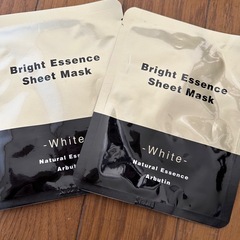 Bright Essence
Sheet Mask
-White-
Natural Essence
Arbutin
Bright Essence
Sheet Mask
-White-
Natural Essence
Arbutin